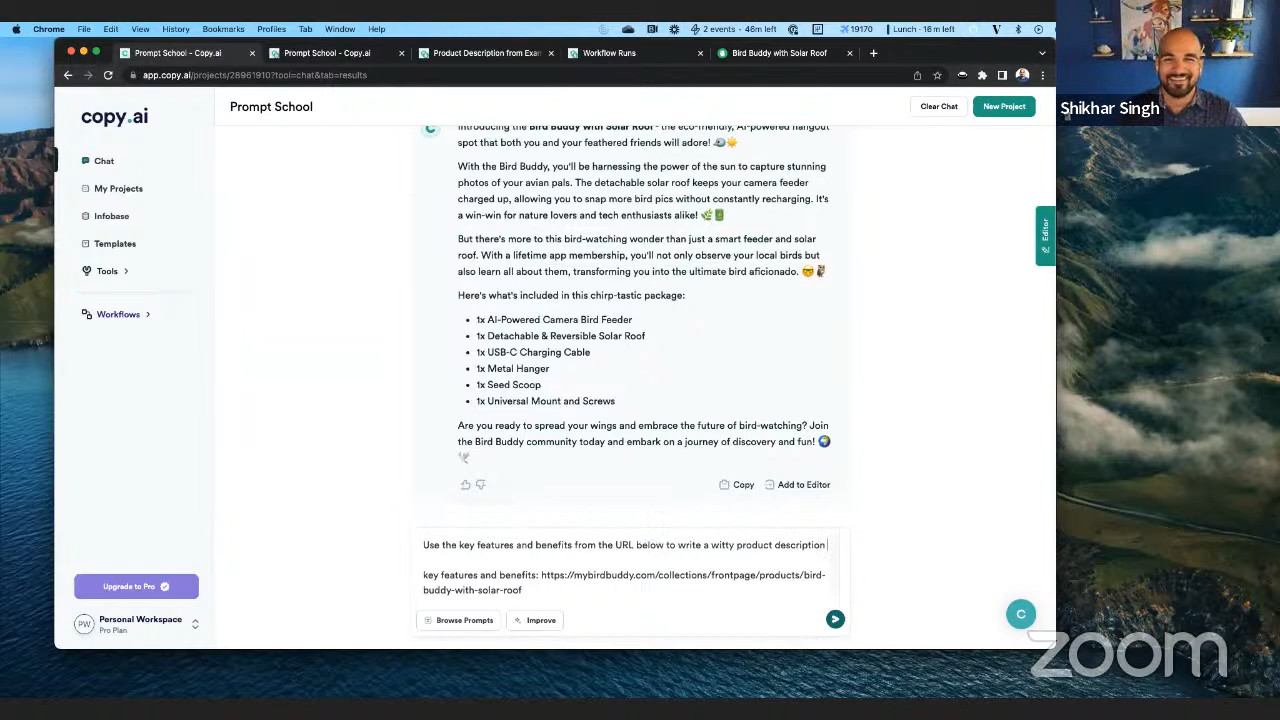 Chrome File Edit View History Bookmarks Profiles Tab Window Help 2 events • 46m left 19170 Lunch • 16m left
Prompt School - Copy.ai Prompt School - Copy.ai Product Description from Exam Workflow Runs Bird Buddy with Solar Roof
app.copy.ai/projects/28961910?tool=chat&tab=results
Shikhar Singh
copy.ai
Prompt School
Clear Chat
New Project
Chat
My Projects
Infobase
Templates
Tools
Workflows
Upgrade to Pro
PW
Personal Workspace
Pro Plan
Introducing the Bird Buddy with Solar Roof - the eco-friendly, AI-powered hangout
spot that both you and your feathered friends will adore!
With the Bird Buddy, you'll be harnessing the power of the sun to capture stunning
photos of your avian pals. The detachable solar roof keeps your camera feeder
charged up, allowing you to snap more bird pics without constantly recharging. It's
a win-win for nature lovers and tech enthusiasts alike!
But there's more to this bird-watching wonder than just a smart feeder and solar
roof. With a lifetime app membership, you'll not only observe your local birds but
also learn all about them, transforming you into the ultimate bird aficionado.
Here's what's included in this chirp-tastic package:
• 1x AI-Powered Camera Bird Feeder
• 1x Detachable & Reversible Solar Roof
• 1x USB-C Charging Cable
• 1x Metal Hanger
• 1x Seed Scoop
• 1x Universal Mount and Screws
Are you ready to spread your wings and embrace the future of bird-watching? Join
the Bird Buddy community today and embark on a journey of discovery and fun!
Copy
Add to Editor
Editor
Use the key features and benefits from the URL below to write a witty product description
key features and benefits: https://mybirdbuddy.com/collections/frontpage/products/bird-
buddy-with-solar-roof
Browse Prompts
Improve
C
zoom